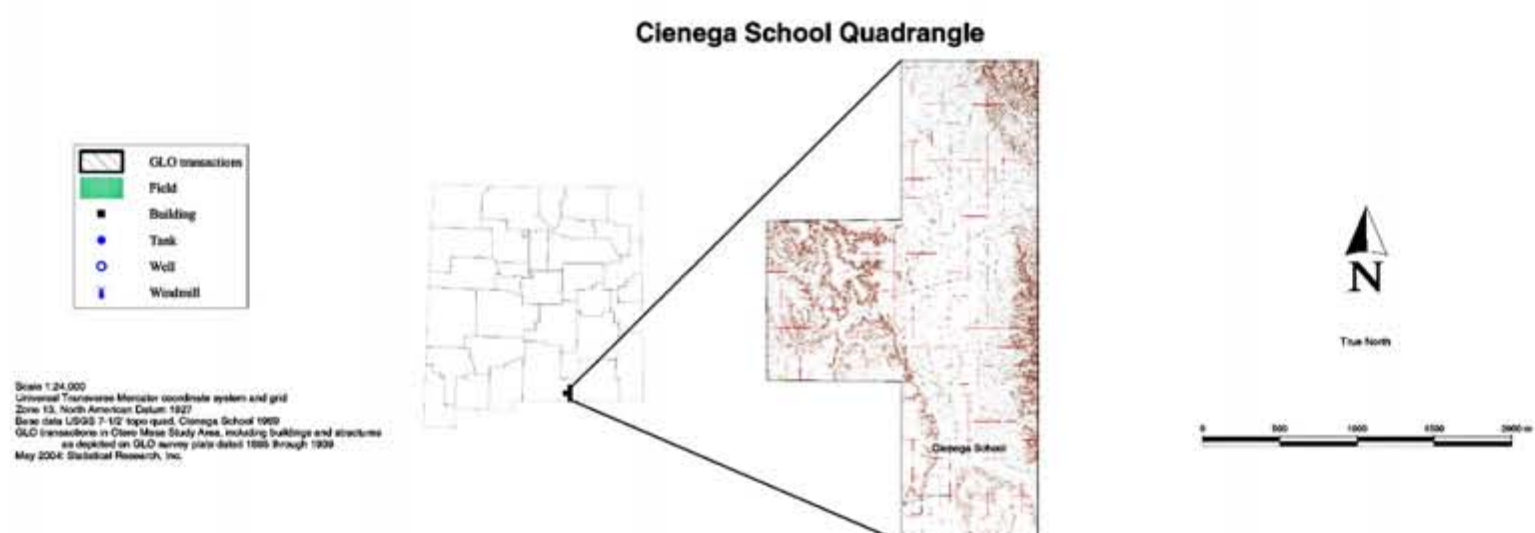 Cienega School Quadrangle
GLO transactions
Field
Building
Tank
Well
Windmill
Scale 1:24,000
Universal Transverse Mercator coordinate system and grid
Zone 13, North American Datum 1927
Base data USGS 7-1/2' topo quad, Cienega School 1969
GLO transactions in Otero Mesa Study Area, including buildings and structures
as depicted on GLO survey plats dated through 1939
May 2004: Statistical Research, Inc.
Cienega School
N
True North
0 500 1000 1500 2000 m